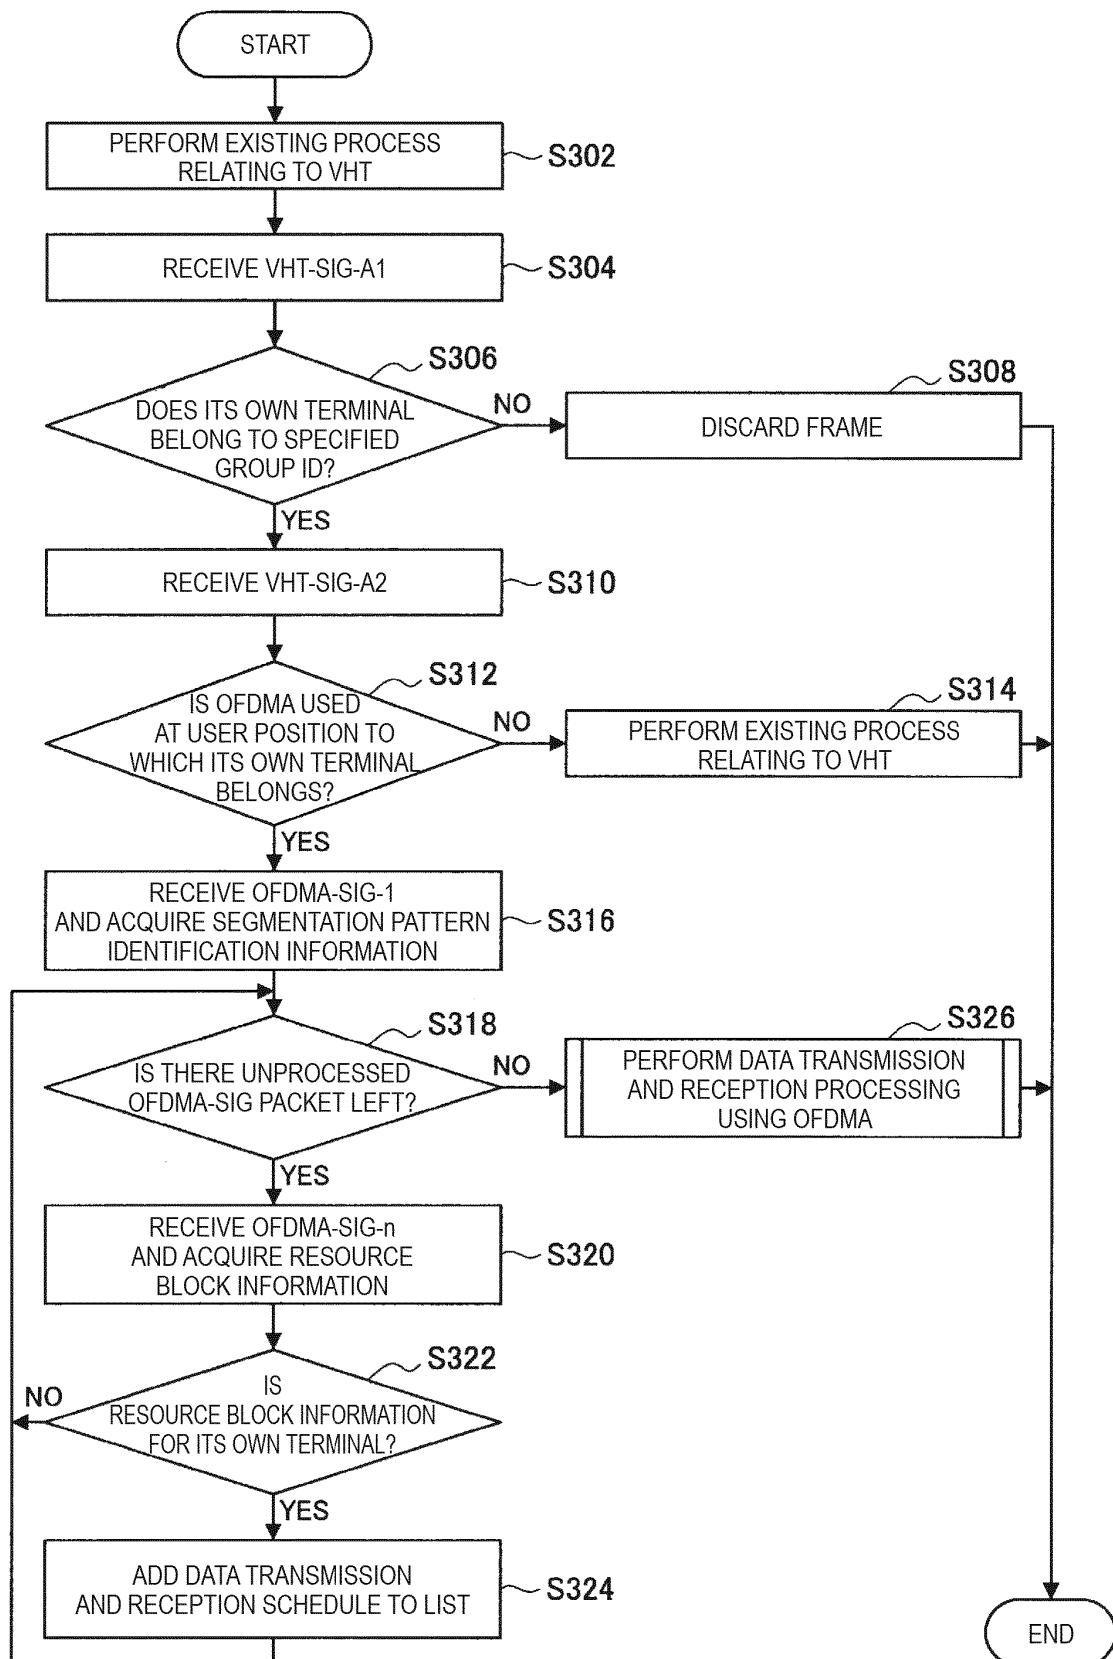 START
PERFORM EXISTING PROCESS
RELATING TO VHT
S302
RECEIVE VHT-SIG-A1
S304
S306
DOES ITS OWN TERMINAL
BELONG TO SPECIFIED
GROUP ID?
NO
S308
DISCARD FRAME
YES
RECEIVE VHT-SIG-A2
S310
S312
IS OFDMA USED
AT USER POSITION TO
WHICH ITS OWN TERMINAL
BELONGS?
NO
S314
PERFORM EXISTING PROCESS
RELATING TO VHT
YES
RECEIVE OFDMA-SIG-1
AND ACQUIRE SEGMENTATION PATTERN
IDENTIFICATION INFORMATION
S316
S318
IS THERE UNPROCESSED
OFDMA-SIG PACKET LEFT?
NO
S326
PERFORM DATA TRANSMISSION
AND RECEPTION PROCESSING
USING OFDMA
YES
RECEIVE OFDMA-SIG-n
AND ACQUIRE RESOURCE
BLOCK INFORMATION
S320
S322
IS
RESOURCE BLOCK INFORMATION
FOR ITS OWN TERMINAL?
NO
YES
ADD DATA TRANSMISSION
AND RECEPTION SCHEDULE TO LIST
S324
END